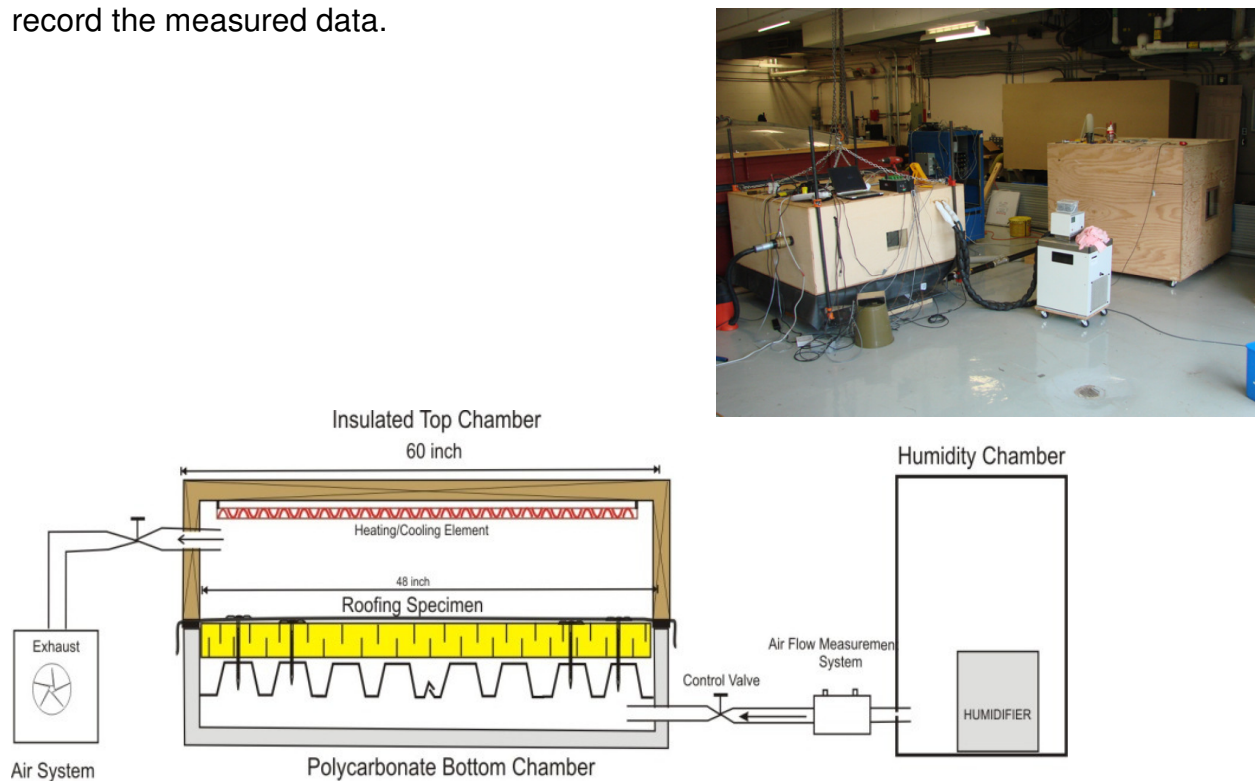 record the measured data.
Insulated Top Chamber
60 inch
Humidity Chamber
Heating/Cooling Element
48 inch
Roofing Specimen
Exhaust
Air Flow Measuremen
System
Control Valve
HUMIDIFIER
Air System
Polycarbonate Bottom Chamber